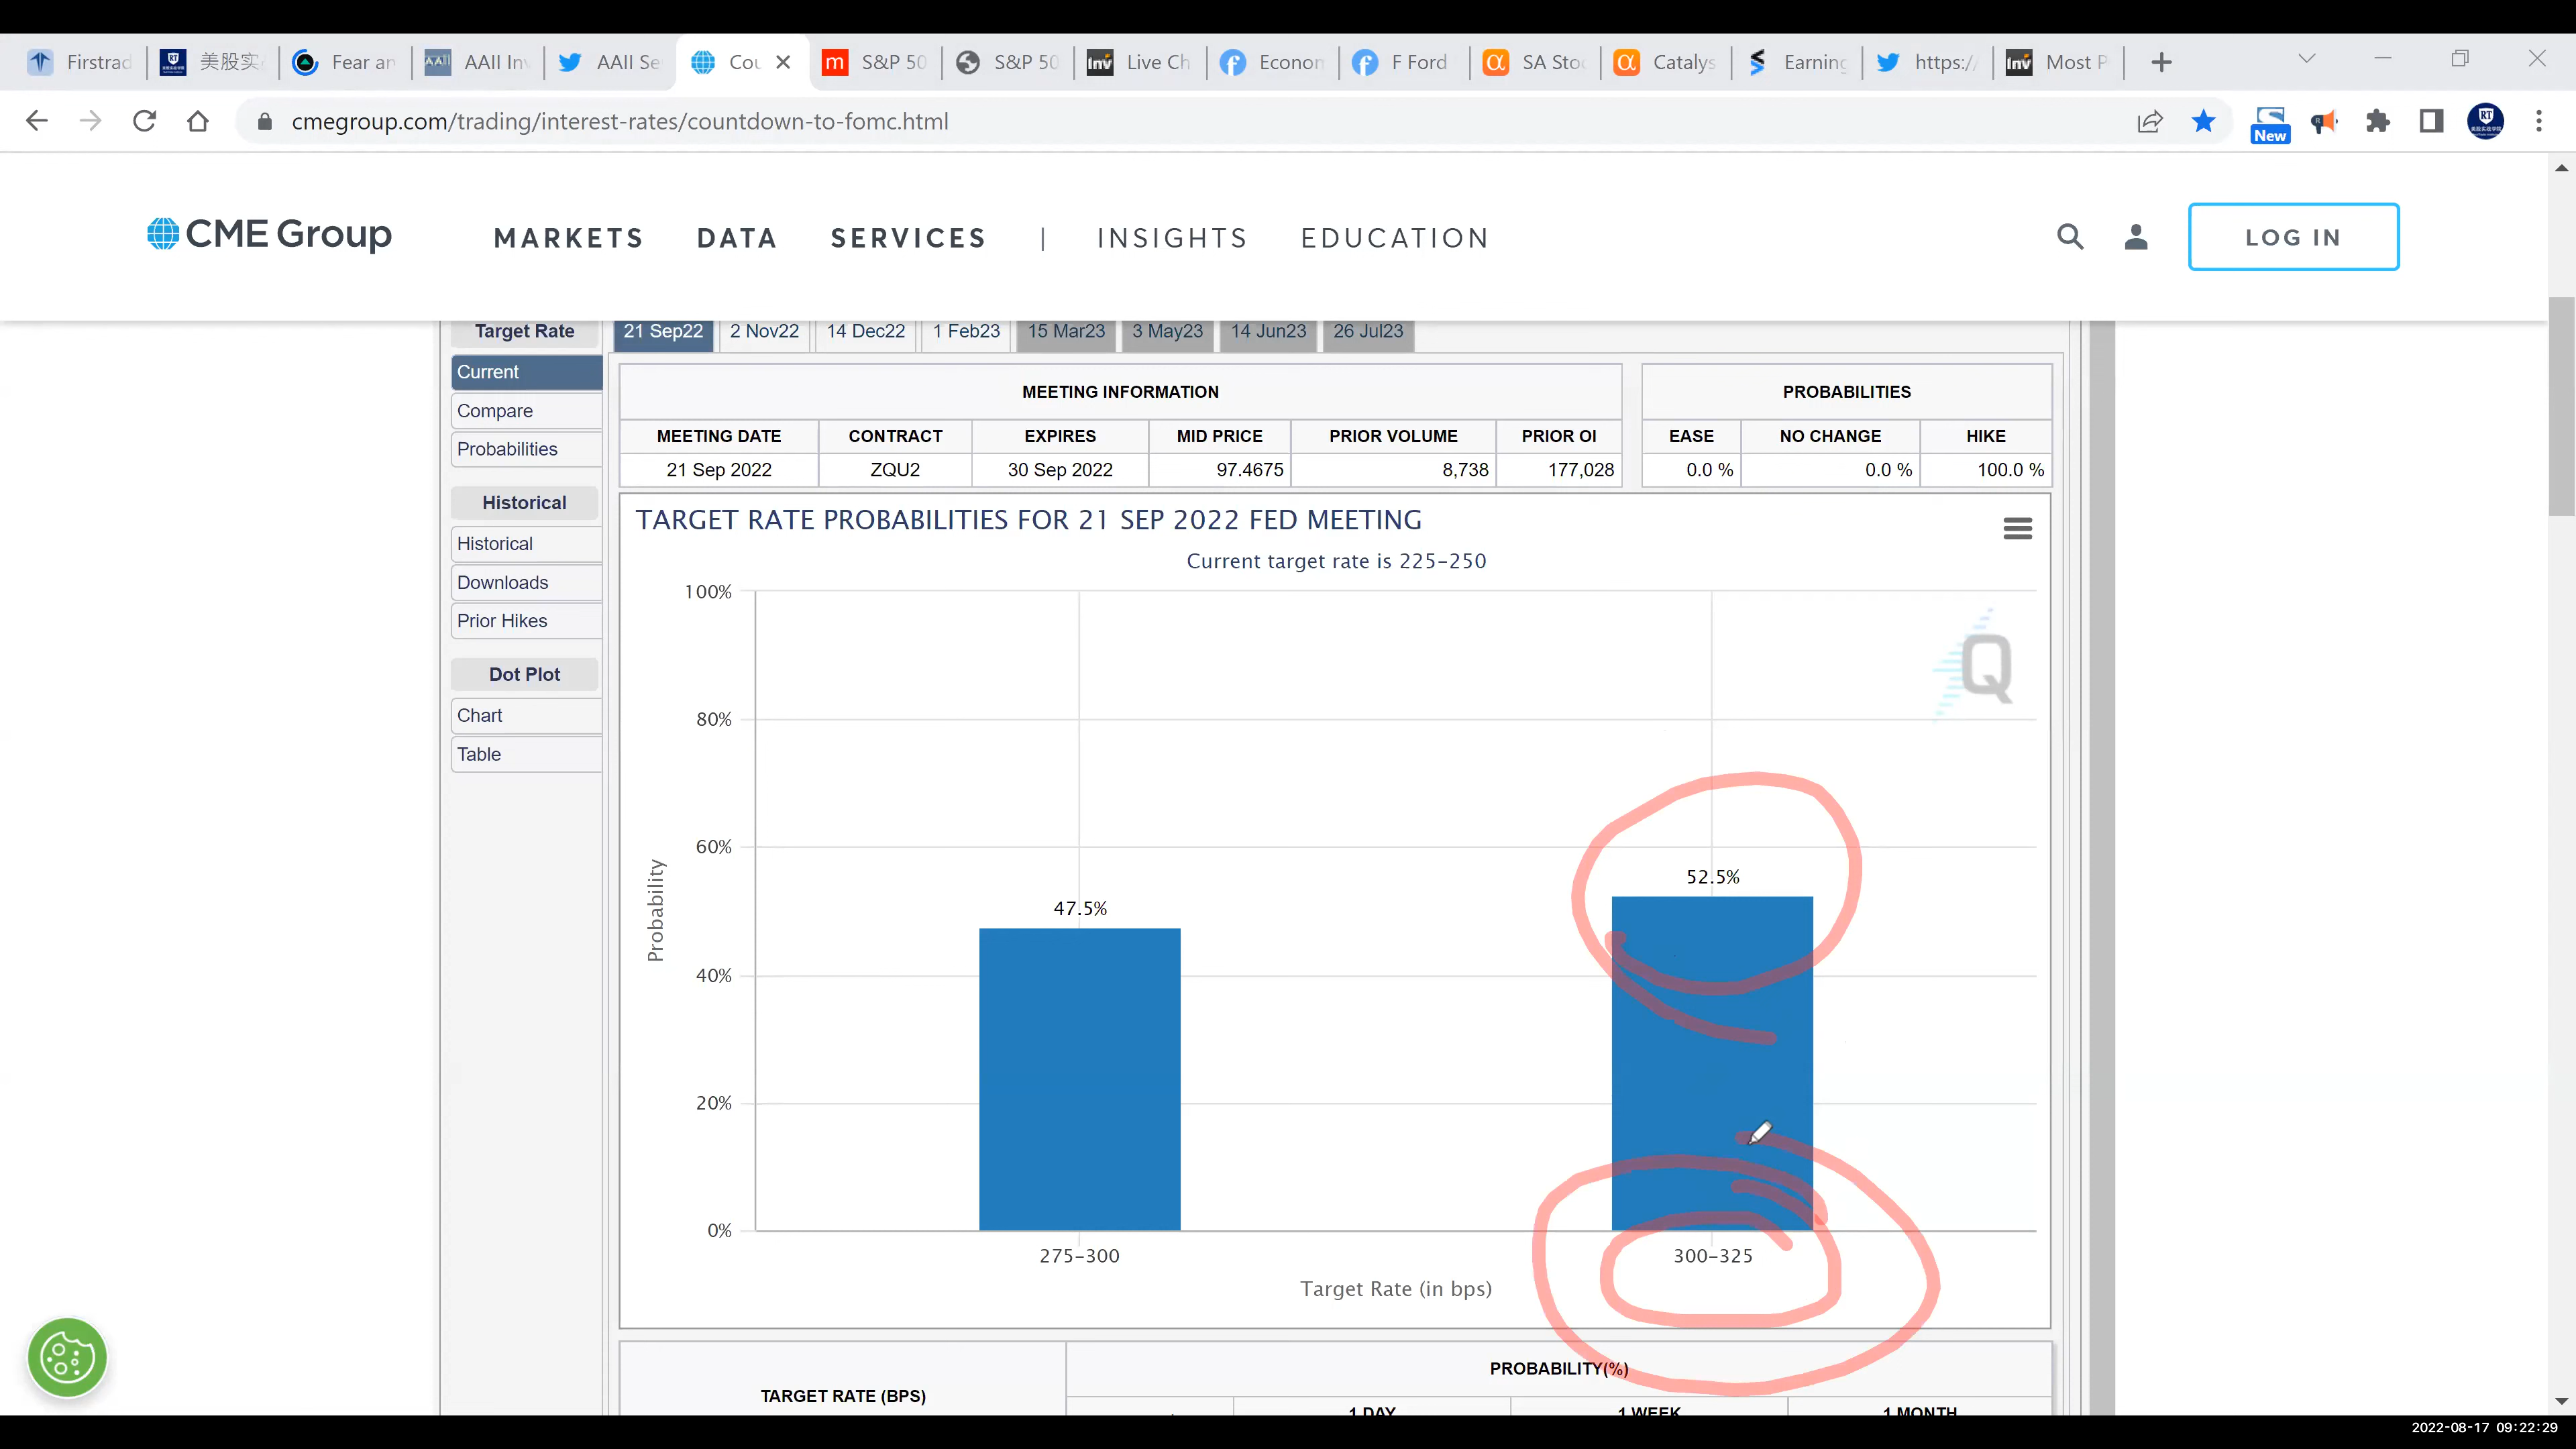 Firstrad 美股实 Fear an AAII In AAII Se Cou S&P 50 S&P 50 Live Ch Econom F Ford SA Stoc Catalys Earning https:/ Most P
cmegroup.com/trading/interest-rates/countdown-to-fomc.html New
CME Group MARKETS DATA SERVICES | INSIGHTS EDUCATION LOG IN
Target Rate 21 Sep22 2 Nov22 14 Dec22 1 Feb23 15 Mar23 3 May23 14 Jun23 26 Jul23
Current
Compare
Probabilities
Historical
Historical
Downloads
Prior Hikes
Dot Plot
Chart
Table
MEETING INFORMATION
MEETING DATE CONTRACT EXPIRES MID PRICE PRIOR VOLUME PRIOR OI
21 Sep 2022 ZQU2 30 Sep 2022 97.4675 8,738 177,028
PROBABILITIES
EASE NO CHANGE HIKE
0.0 % 0.0 % 100.0 %
TARGET RATE PROBABILITIES FOR 21 SEP 2022 FED MEETING
Current target rate is 225-250
Probability
100%
80%
60%
40%
20%
0%
Q
47.5%
52.5%
275-300 300-325
Target Rate (in bps)
TARGET RATE (BPS)
PROBABILITY(%)
1 DAY 1 WEEK 1 MONTH
2022-08-17 09:22:29